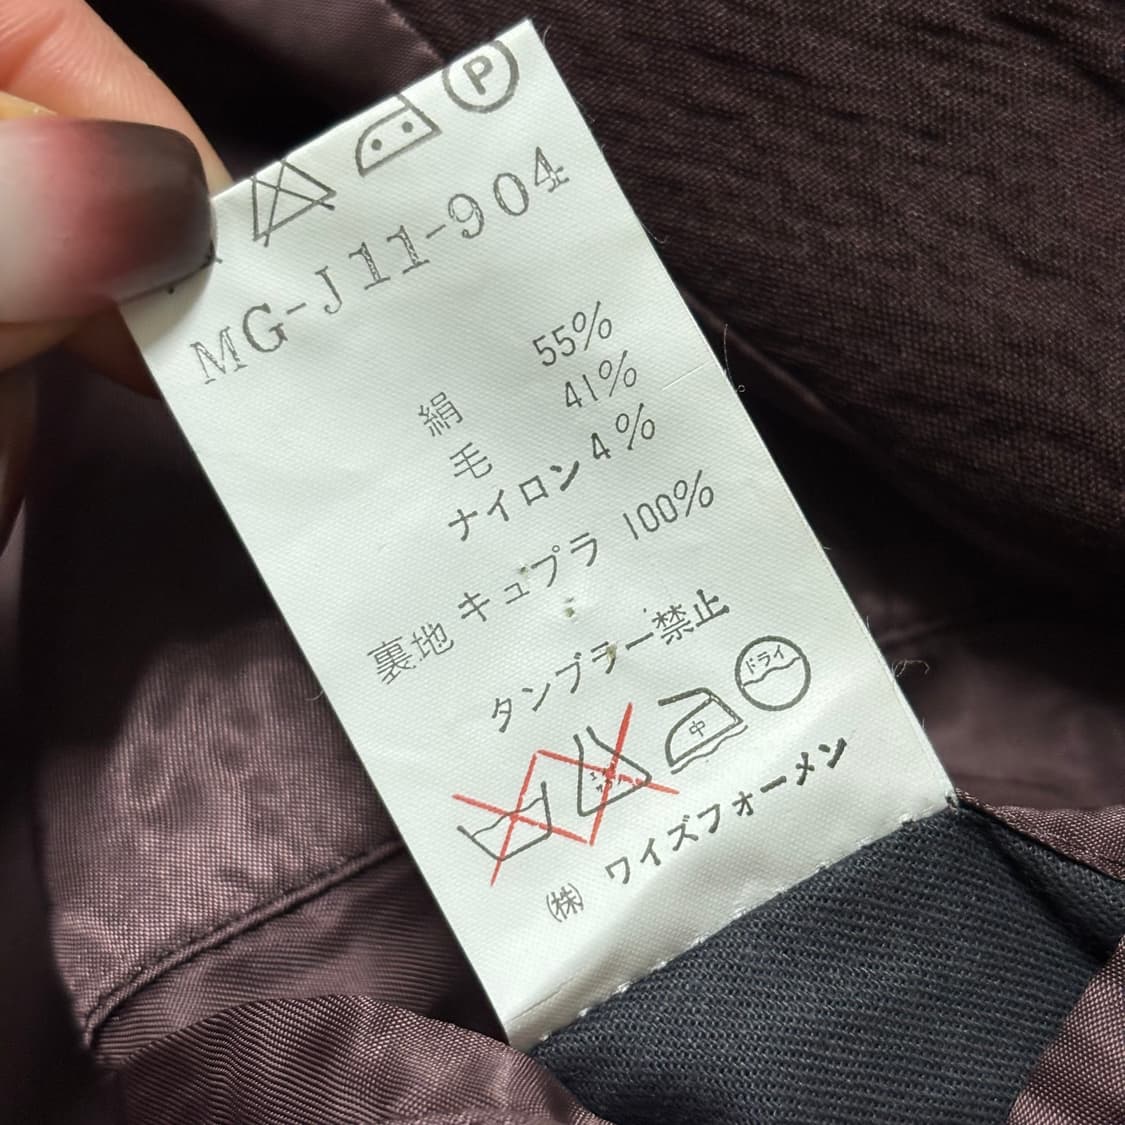 P
MG-J11-904
絹 55%
毛 41%
ナイロン 4%
裏地 キュプラ 100%
タンブラー禁止
中 ドライ
㈱ ワイズフォーメン